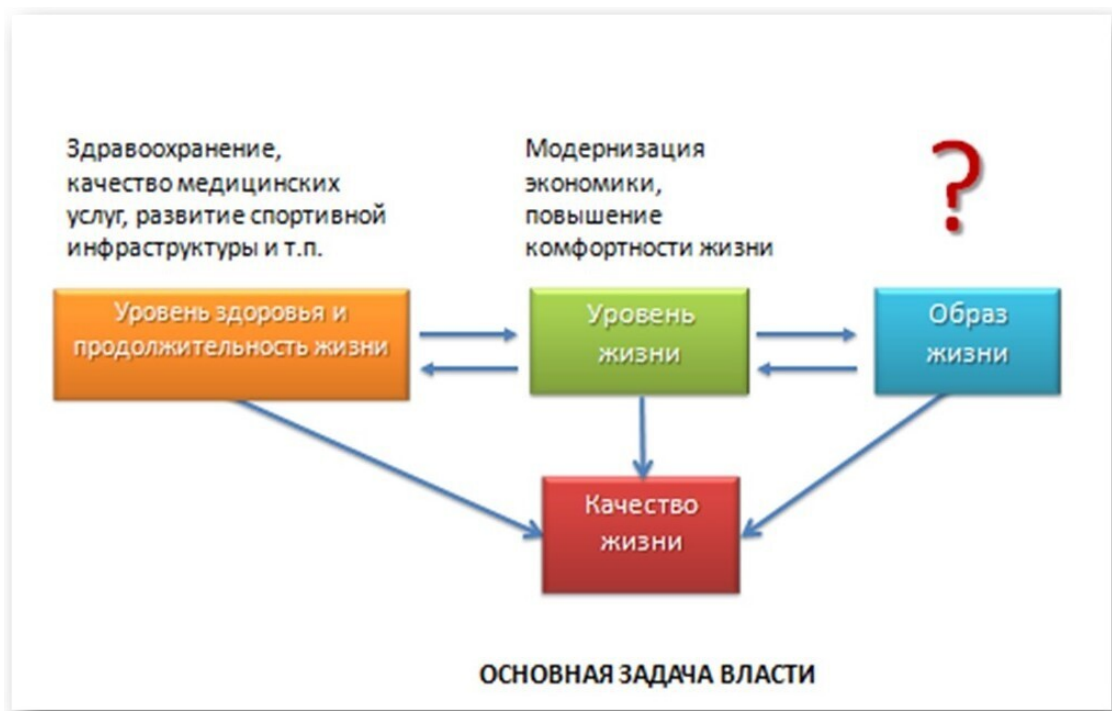 Здравоохранение,
качество медицинских
услуг, развитие спортивной
инфраструктуры и т.п.
Модернизация
экономики,
повышение
комфортности жизни
?
Уровень здоровья и
продолжительность жизни
Уровень
жизни
Образ
жизни
Качество
жизни
ОСНОВНАЯ ЗАДАЧА ВЛАСТИ